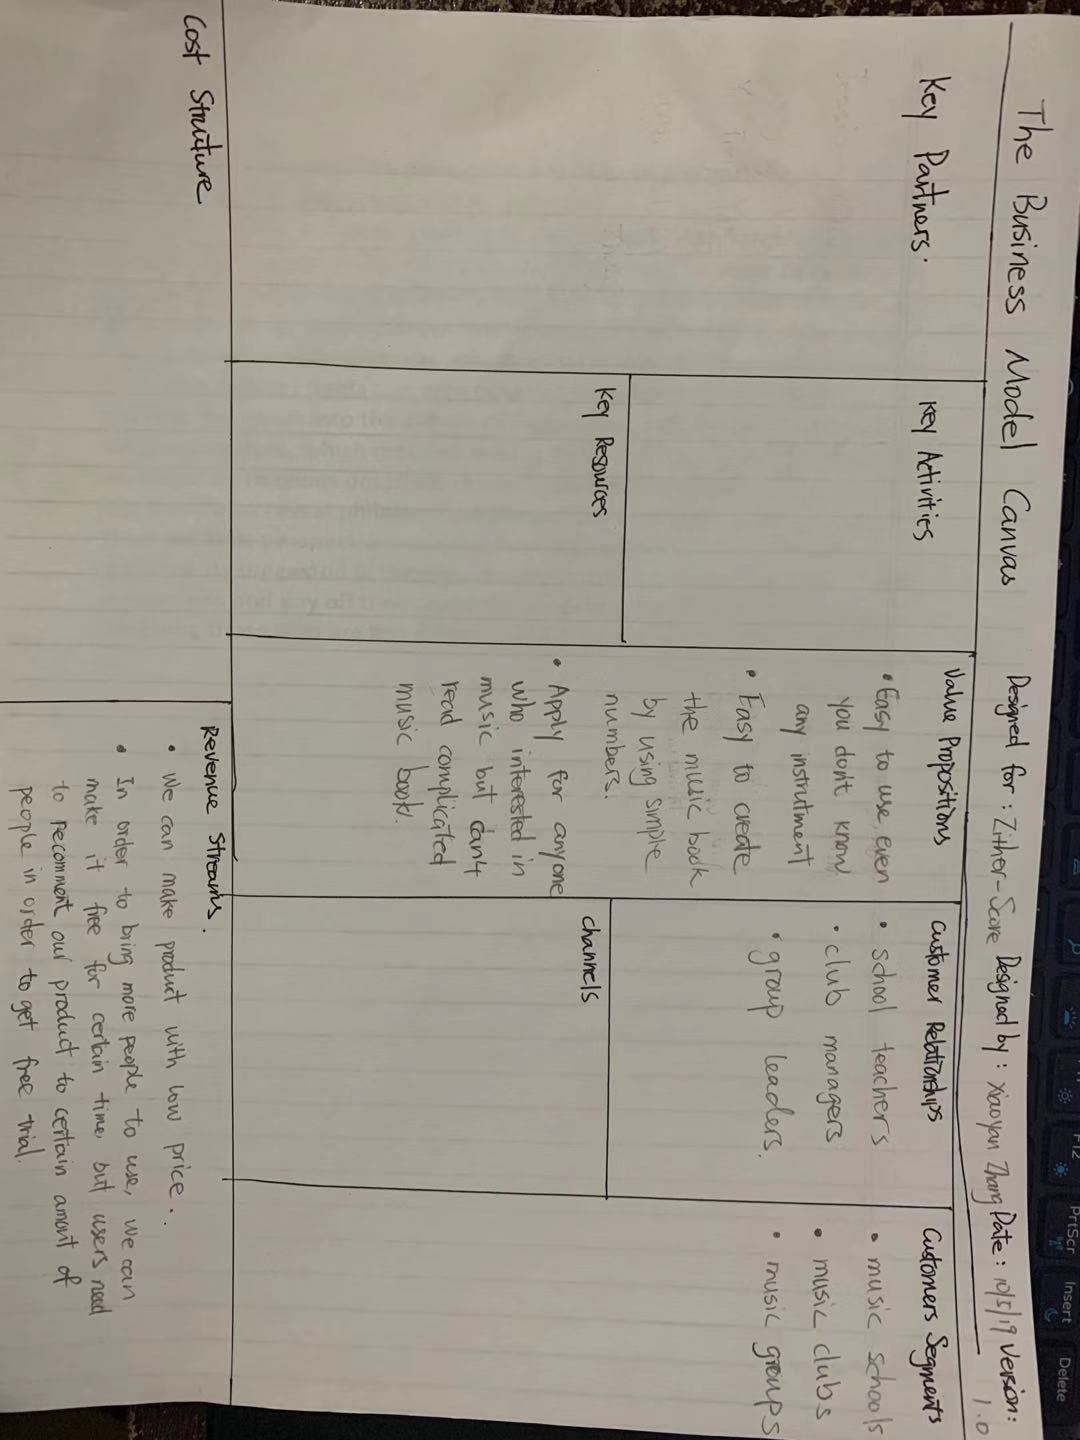 The Business Model Canvas
Designed for : Zither-Score Designed by : Xiaoyan Zhang Date : 10/5/19 Version:
1.0
Key Partners.
Key Activities
Key Resources
Value Propositions
• Easy to use, even
you don't know
any instrutment
• Easy to create
the music book
by using simple
numbers.
• Apply for anyone
who interested in
music but can't
read complicated
music book.
Customer Relationships
• school teachers
• club managers
• group leaders.
Channels
Customers Segments
• music schools
• music clubs
• music groups
Cost Struture
Revenue Streams.
• We can make product with low price.
• In order to bring more people to use, we can
make it free for certain time, but users need
to recomment our product to certain amount of
people in order to get free trial.
PrtScr
Insert
Delete
F12